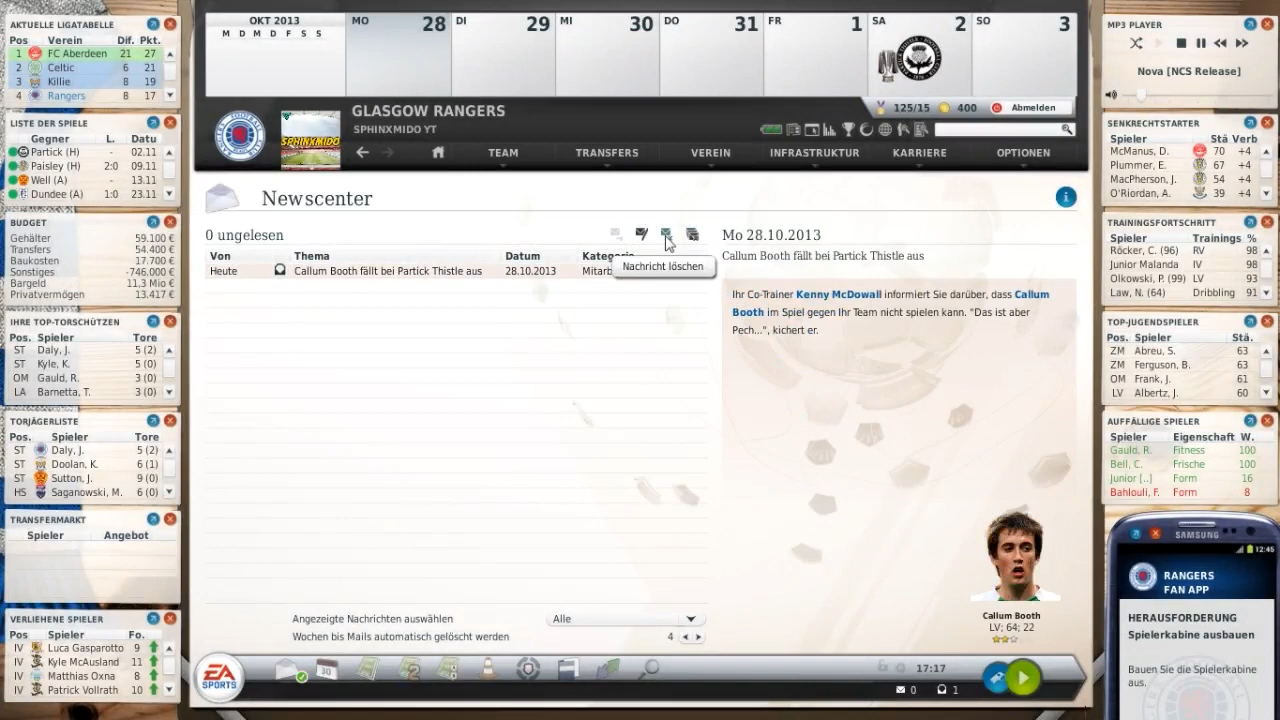 AKTUELLE LIGATABELLE
Pos Verein Dif. Pkt.
1 FC Aberdeen 21 27
2 Celtic 6 21
3 Killie 8 19
4 Rangers 8 17
LISTE DER SPIELE
Gegner L. Datu
Partick (H) - 02.11
Paisley (H) 2:0 09.11
Well (A) - 13.11
Dundee (A) 1:0 23.11
BUDGET
Gehälter 59.100 €
Transfers 54.400 €
Baukosten 17.700 €
Sonstiges -746.000 €
Bargeld 11,3 Mio €
Privatvermögen 13.417 €
IHRE TOP-TORSCHÜTZEN
Pos. Spieler Tore
ST Daly, J. 5 (2)
ST Kyle, K. 5 (0)
OM Gauld, R. 3 (0)
LA Barnetta, T. 3 (0)
TORJÄGERLISTE
Pos. Spieler Tore
ST Daly, J. 5 (2)
ST Doolan, K. 6 (1)
ST Sutton, J. 9 (0)
HS Saganowski, M. 6 (0)
TRANSFERMARKT
Spieler Angebot
VERLIEHENE SPIELER
Pos Spieler Fo.
IV Luca Gasparotto 9
IV Kyle McAusland 11
IV Matthias Oxna 8
IV Patrick Vollrath 10
OKT 2013
M D M D F S S
MO 28
DI 29
MI 30
DO 31
FR 1
SA 2
SO 3
GLASGOW RANGERS
SPHINXMIDO YT
SPHINXMIDO
125/15 400 Abmelden
TEAM TRANSFERS VEREIN INFRASTRUKTUR KARRIERE OPTIONEN
Newscenter
0 ungelesen
Von Thema Datum Kategorie
Heute Callum Booth fällt bei Partick Thistle aus 28.10.2013 Mitarb
Nachricht löschen
Mo 28.10.2013
Callum Booth fällt bei Partick Thistle aus
Ihr Co-Trainer Kenny McDowall informiert Sie darüber, dass Callum
Booth im Spiel gegen Ihr Team nicht spielen kann. "Das ist aber
Pech...", kichert er.
Callum Booth
LV; 64; 22
Angezeigte Nachrichten auswählen Alle
Wochen bis Mails automatisch gelöscht werden 4
EA
SPORTS
30
17:17
0 1
MP3 PLAYER
Nova [NCS Release]
SENKRECHTSTARTER
Spieler Stä Verb
McManus, D. 70 +4
Plummer, E. 67 +4
MacPherson, J. 54 +4
O'Riordan, A. 39 +4
TRAININGSFORTSCHRITT
Spieler Trainings %
Röcker, C. (96) RV 98
Junior Malanda IV 98
Olkowski, P. (99) LV 93
Law, N. (64) Dribbling 91
TOP-JUGENDSPIELER
Pos. Spieler Stä.
ZM Abreu, S. 63
ZM Ferguson, B. 63
OM Frank, J. 61
LV Albertz, J. 60
AUFFÄLLIGE SPIELER
Spieler Eigenschaft W.
Gauld, R. Fitness 100
Bell, C. Frische 100
Junior [..] Form 16
Bahlouli, F. Form 8
SAMSUNG
12:45
RANGERS
FAN APP
HERAUSFORDERUNG
Spielerkabine ausbauen
Bauen Sie die Spielerkabine
aus.